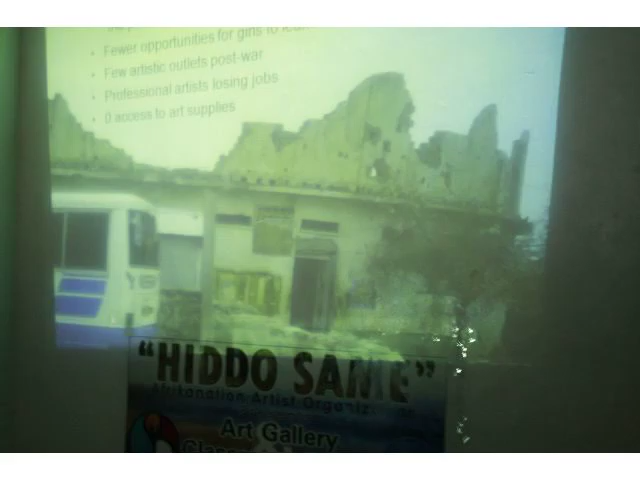 • Fewer opportunities for girls to
• Few artistic outlets post-war
• Professional artists losing jobs
• 0 access to art supplies
"HIDDO SAME"
Artist
Art Gallery